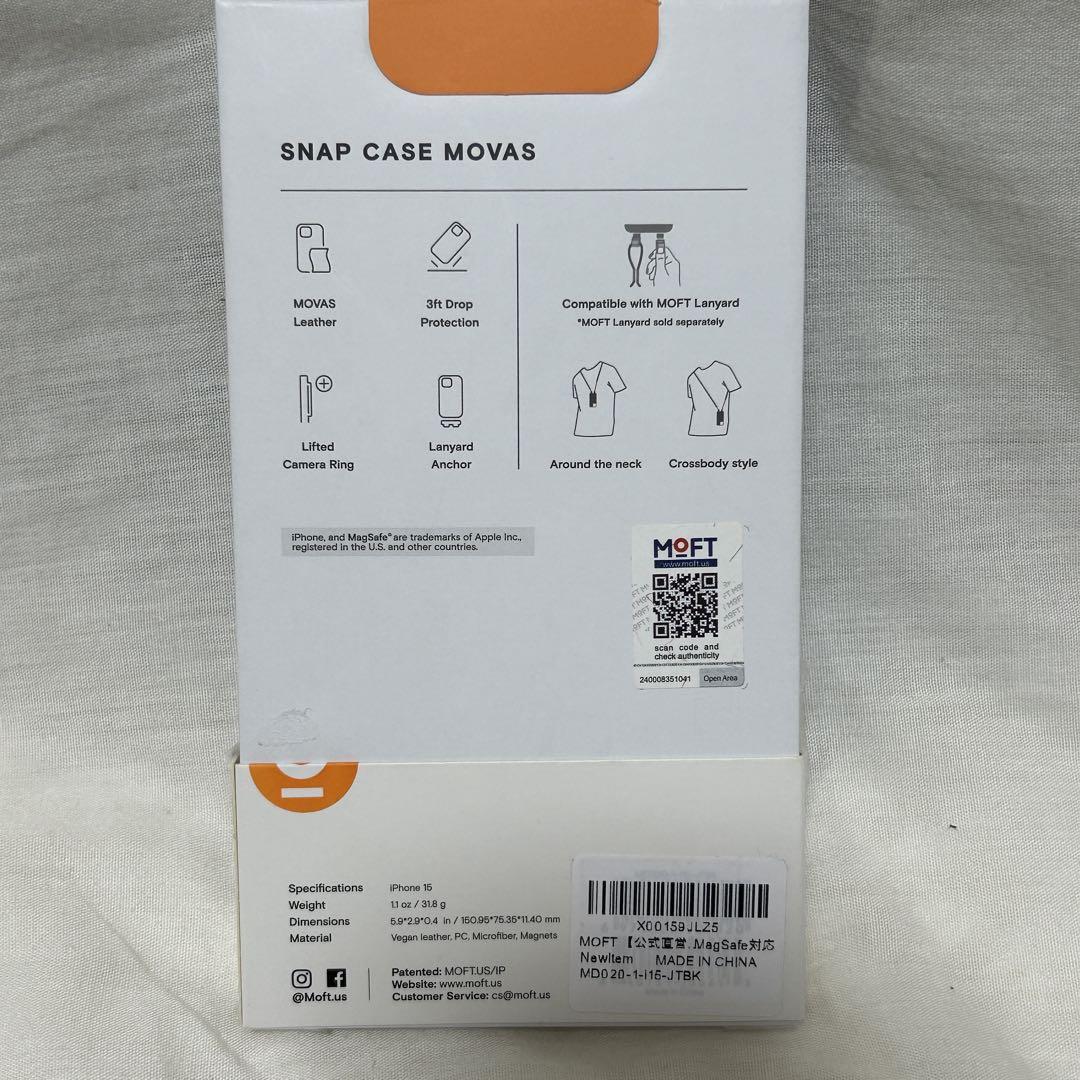 SNAP CASE MOVAS
MOVAS
Leather
3ft Drop
Protection
Compatible with MOFT Lanyard
*MOFT Lanyard sold separately
Lifted
Camera Ring
Lanyard
Anchor
Around the neck
Crossbody style
iPhone, and MagSafe® are trademarks of Apple Inc.,
registered in the U.S. and other countries.
MOFT
www.moft.us
scan code and
check authenticity
240008351041
Open Area
Specifications iPhone 15
Weight 1.1 oz / 31.8 g
Dimensions 5.9*2.9*0.4 in / 150.95*75.35*11.40 mm
Material Vegan leather, PC, Microfiber, Magnets
@Moft.us
Patented: MOFT.US/IP
Website: www.moft.us
Customer Service: cs@moft.us
X00159JLZ5
MOFT 【公式直営.MagSafe対応
NewItem MADE IN CHINA
MD020-1-i15-JTBK